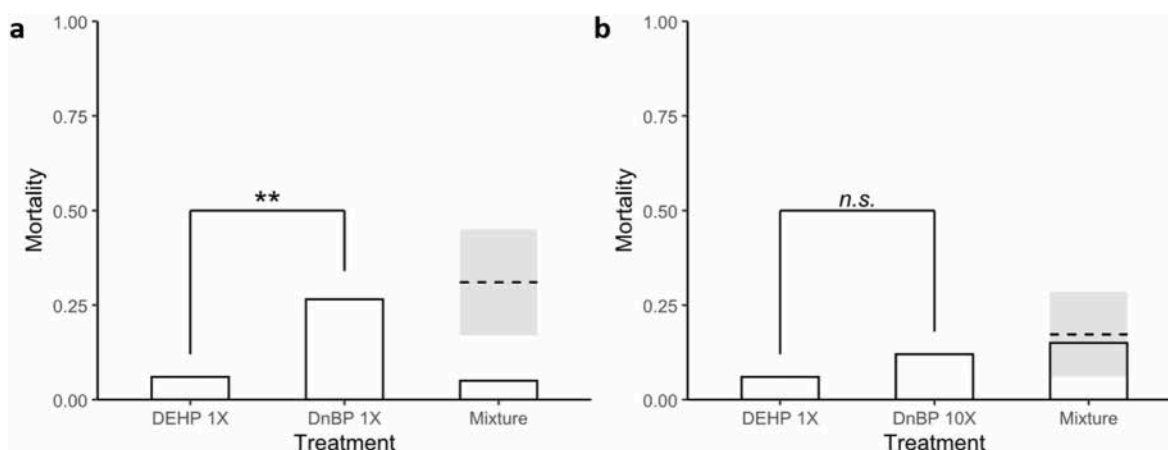 a
1.00
0.75
0.50
0.25
0.00
Mortality
**
DEHP 1X
DnBP 1X
Mixture
Treatment
b
1.00
0.75
0.50
0.25
0.00
Mortality
n.s.
DEHP 1X
DnBP 10X
Mixture
Treatment